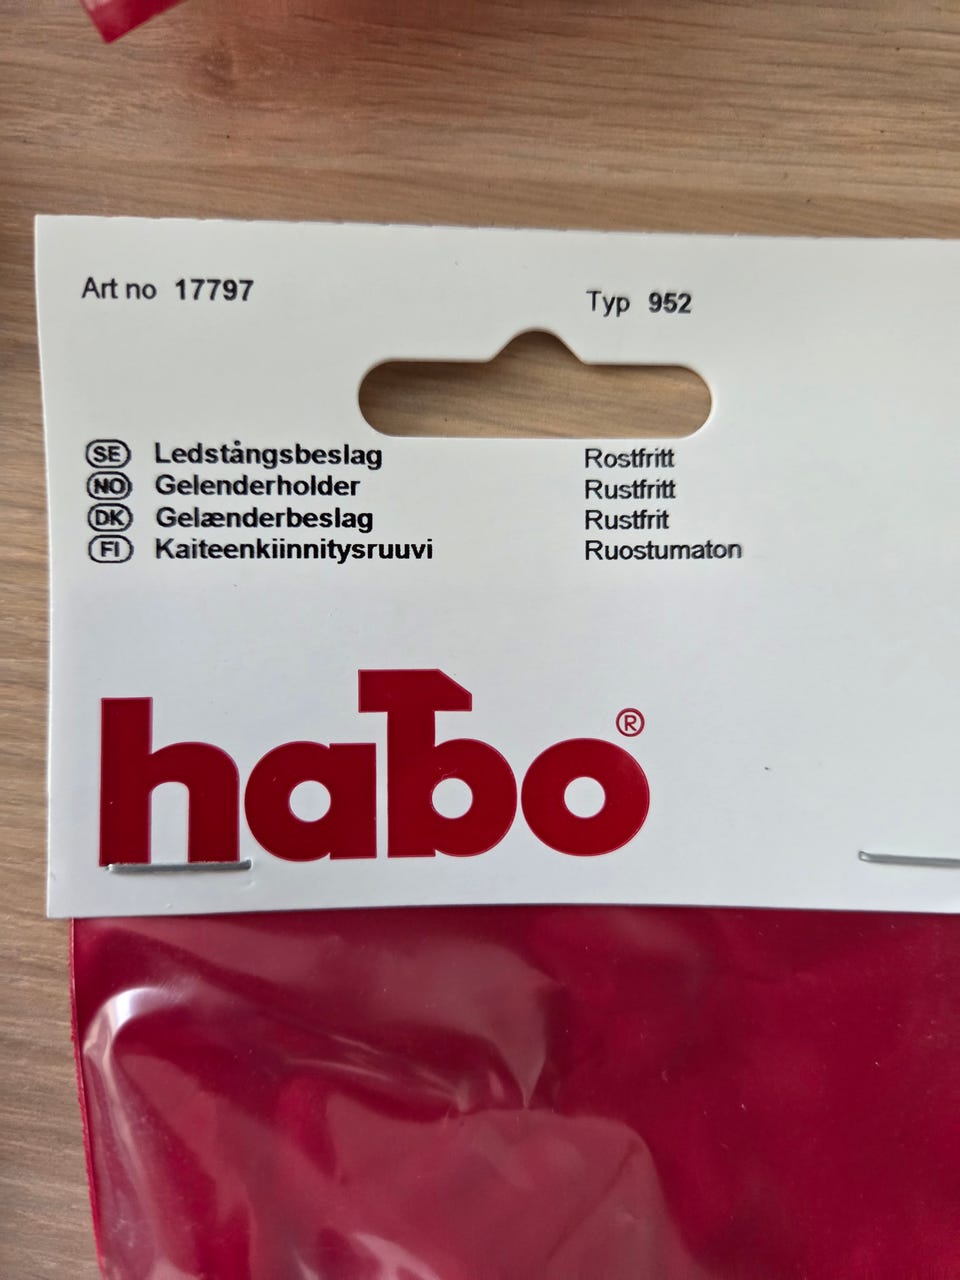 Art no 17797 Typ 952
SE Ledstångsbeslag Rostfritt
NO Gelenderholder Rustfritt
DK Gelænderbeslag Rustfrit
FI Kaiteenkiinnitysruuvi Ruostumaton
habo®